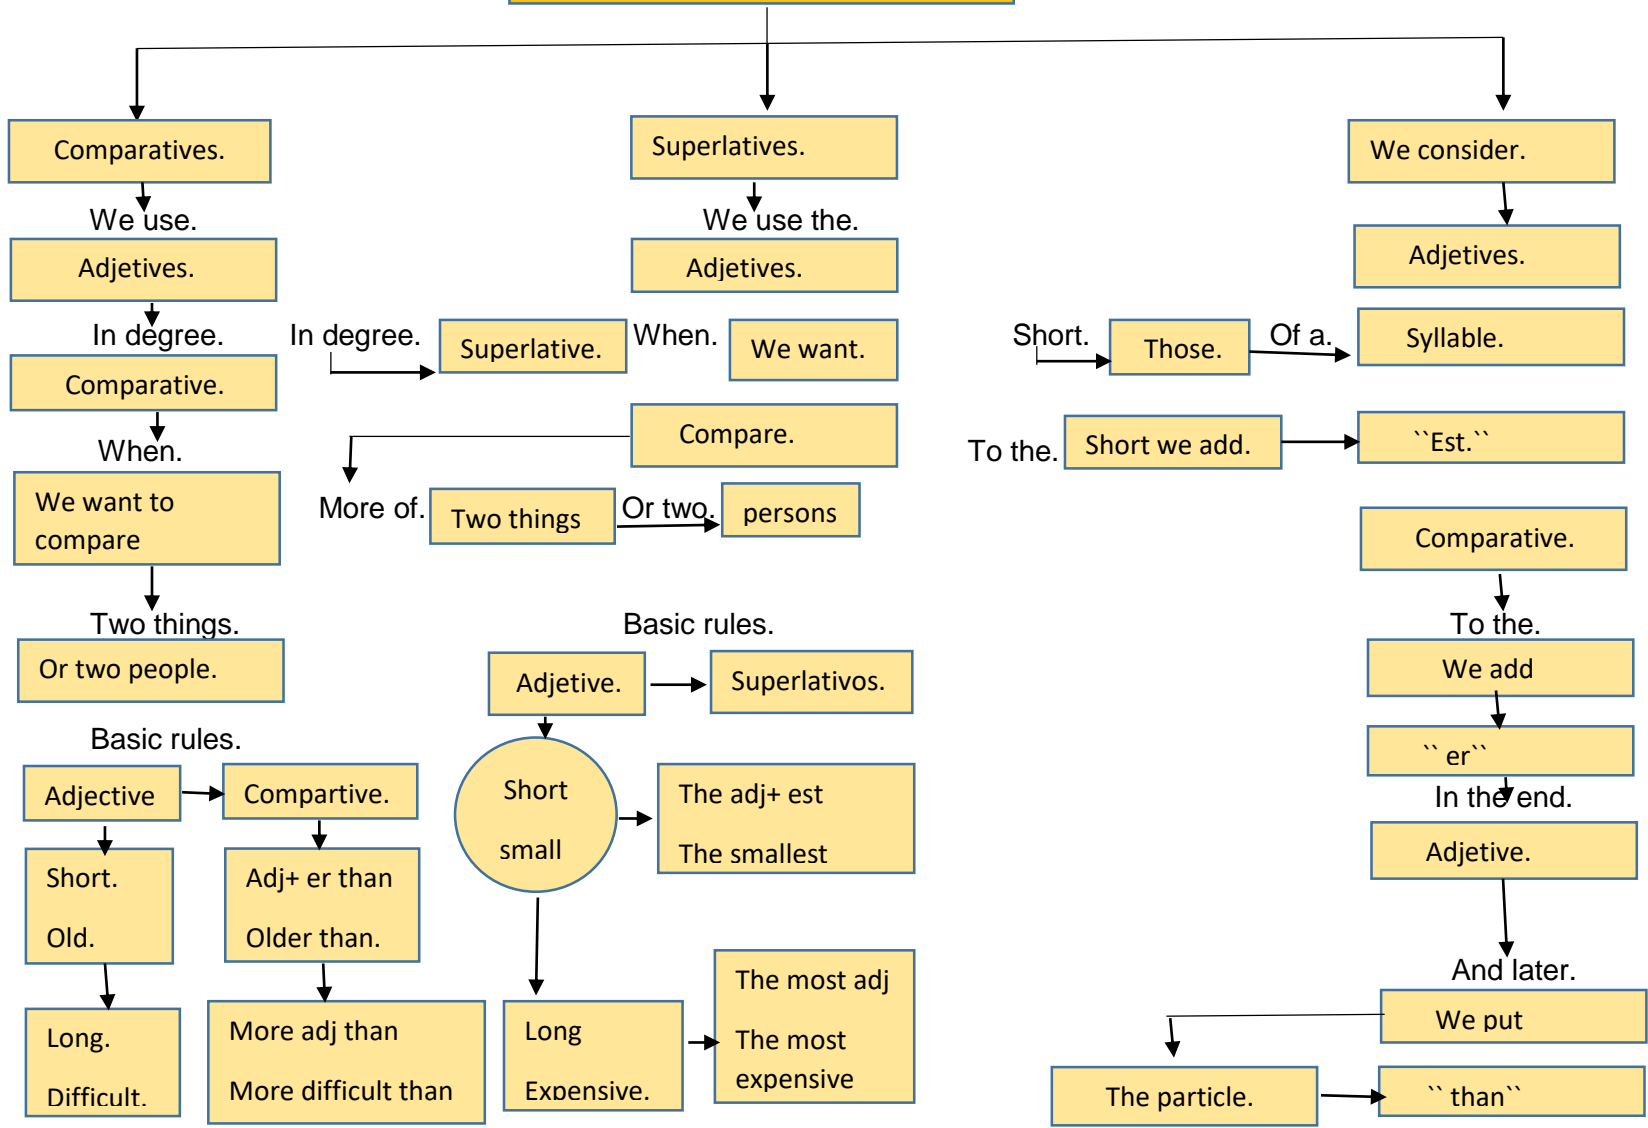 Comparatives.
We use.
Adjetives.
In degree.
Comparative.
When.
We want to
compare
Two things.
Or two people.
Basic rules.
Adjective
Compartive.
Short.
Old.
Adj+ er than
Older than.
Long.
Difficult.
More adj than
More difficult than
Superlatives.
We use the.
Adjetives.
In degree.
Superlative.
When.
We want.
Compare.
More of.
Two things
Or two.
persons
Basic rules.
Adjetive.
Superlativos.
Short
small
The adj+ est
The smallest
Long
Expensive.
The most adj
The most
expensive
We consider.
Adjetives.
Short.
Those.
Of a.
Syllable.
To the.
Short we add.
``Est.``
Comparative.
To the.
We add
`` er``
In the end.
Adjetive.
And later.
We put
The particle.
`` than``